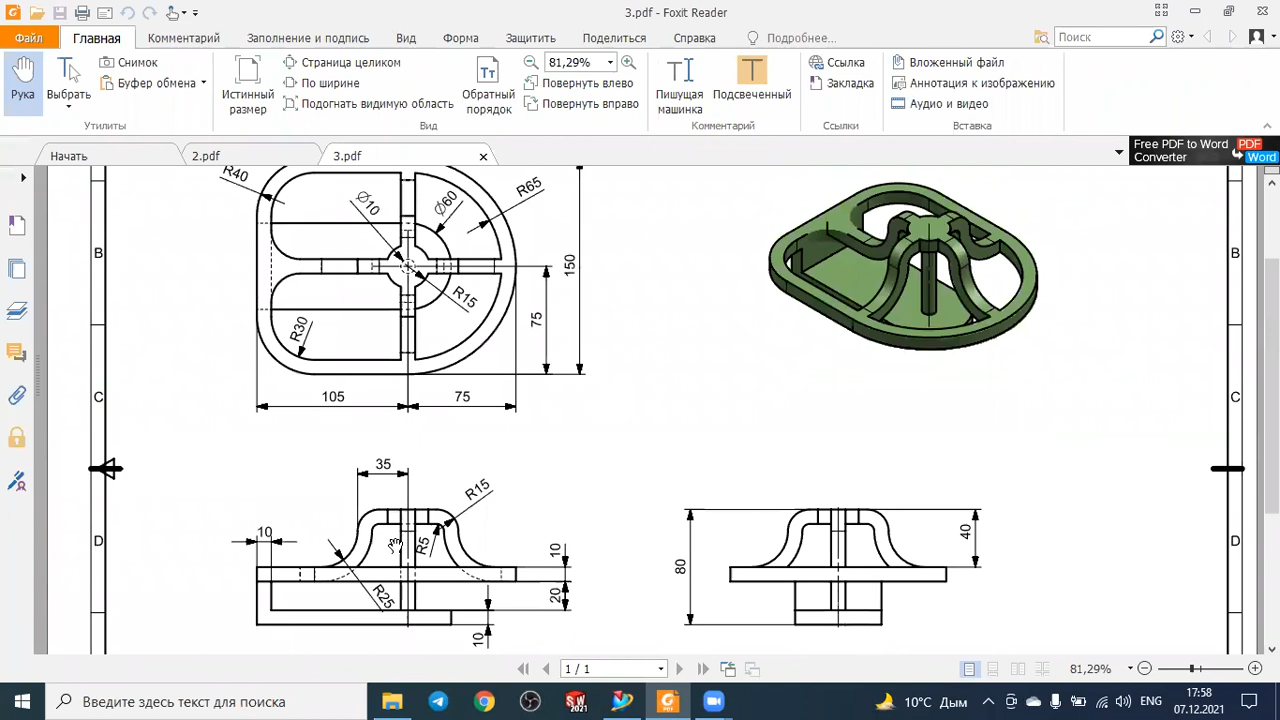 3.pdf - Foxit Reader
Файл
Главная
Комментарий
Заполнение и подпись
Вид
Форма
Защитить
Поделиться
Справка
Подробнее...
Поиск
Рука
Выбрать
Снимок
Буфер обмена
Утилиты
Истинный размер
Страница целиком
По ширине
Подогнать видимую область
Обратный порядок
81,29%
Повернуть влево
Повернуть вправо
Вид
Пишущая машинка
Подсвеченный
Комментарий
Ссылка
Закладка
Ссылки
Вложенный файл
Аннотация к изображению
Аудио и видео
Вставка
Начать
2.pdf
3.pdf
Free PDF to Word Converter
PDF
Word
R40
Ø10
Ø60
R65
B
B
150
R15
75
R30
105
75
C
C
35
R15
10
R5
10
D
R25
20
10
80
40
D
1 / 1
81,29%
Введите здесь текст для поиска
SW
2021
PDF
10°C Дым
ENG
17:58
07.12.2021